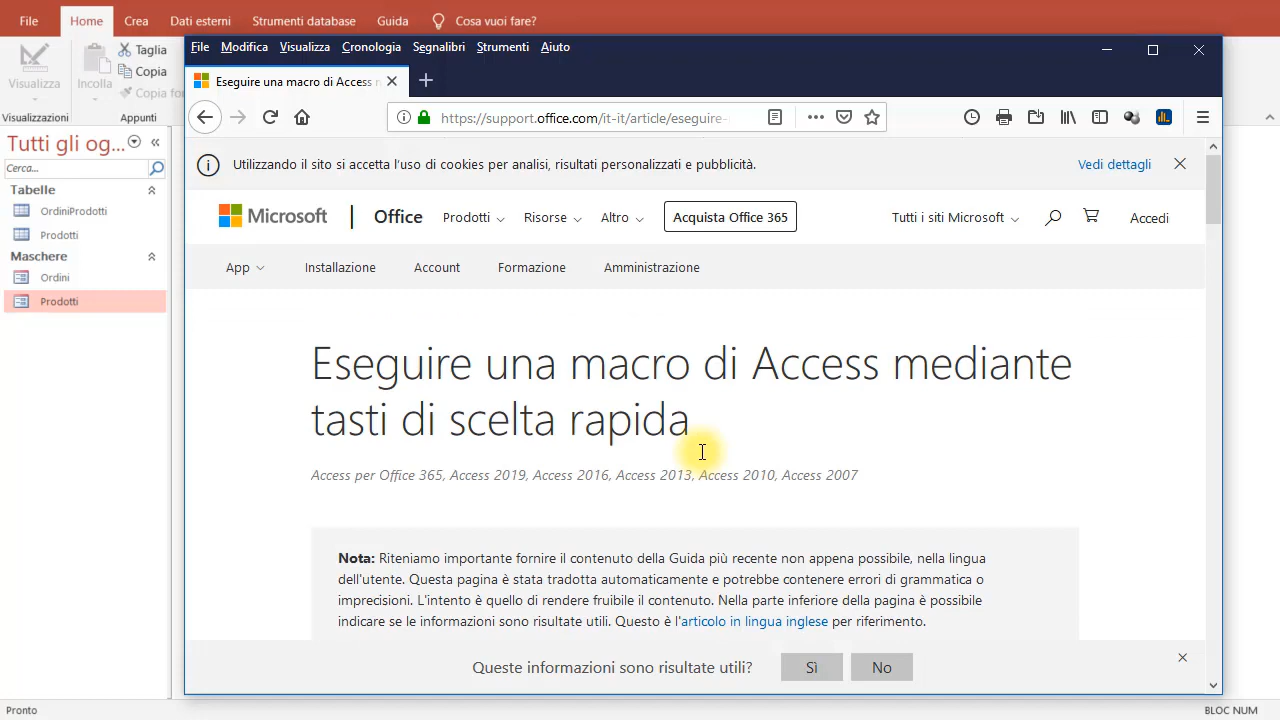 File Home Crea Dati esterni Strumenti database Guida Cosa vuoi fare?
Visualizza
Incolla
Taglia
Copia
Copia fo
Visualizzazioni Appunti
Tutti gli og...
Cerca...
Tabelle
OrdiniProdotti
Prodotti
Maschere
Ordini
Prodotti
Pronto
BLOC NUM
File Modifica Visualizza Cronologia Segnalibri Strumenti Aiuto
Eseguire una macro di Access
https://support.office.com/it-it/article/eseguire-
Utilizzando il sito si accetta l'uso di cookies per analisi, risultati personalizzati e pubblicità. Vedi dettagli
Microsoft Office Prodotti Risorse Altro Acquista Office 365 Tutti i siti Microsoft Accedi
App Installazione Account Formazione Amministrazione
Eseguire una macro di Access mediante
tasti di scelta rapida
Access per Office 365, Access 2019, Access 2016, Access 2013, Access 2010, Access 2007
Nota: Riteniamo importante fornire il contenuto della Guida più recente non appena possibile, nella lingua
dell'utente. Questa pagina è stata tradotta automaticamente e potrebbe contenere errori di grammatica o
imprecisioni. L'intento è quello di rendere fruibile il contenuto. Nella parte inferiore della pagina è possibile
indicare se le informazioni sono risultate utili. Questo è l'articolo in lingua inglese per riferimento.
Queste informazioni sono risultate utili? Sì No